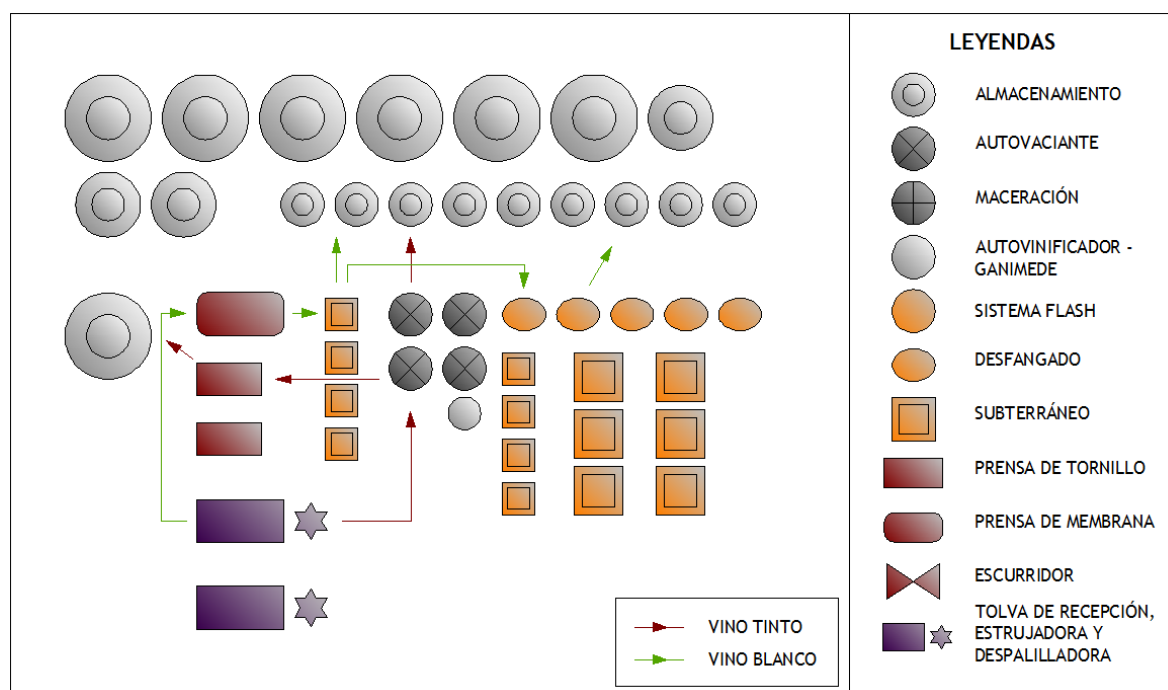 LEYENDAS
ALMACENAMIENTO
AUTOVACIANTE
MACERACIÓN
AUTOVINIFICADOR -
GANIMEDE
SISTEMA FLASH
DESFANGADO
SUBTERRÁNEO
PRENSA DE TORNILLO
PRENSA DE MEMBRANA
ESCURRIDOR
TOLVA DE RECEPCIÓN,
ESTRUJADORA Y
DESPALILLADORA
VINO TINTO
VINO BLANCO